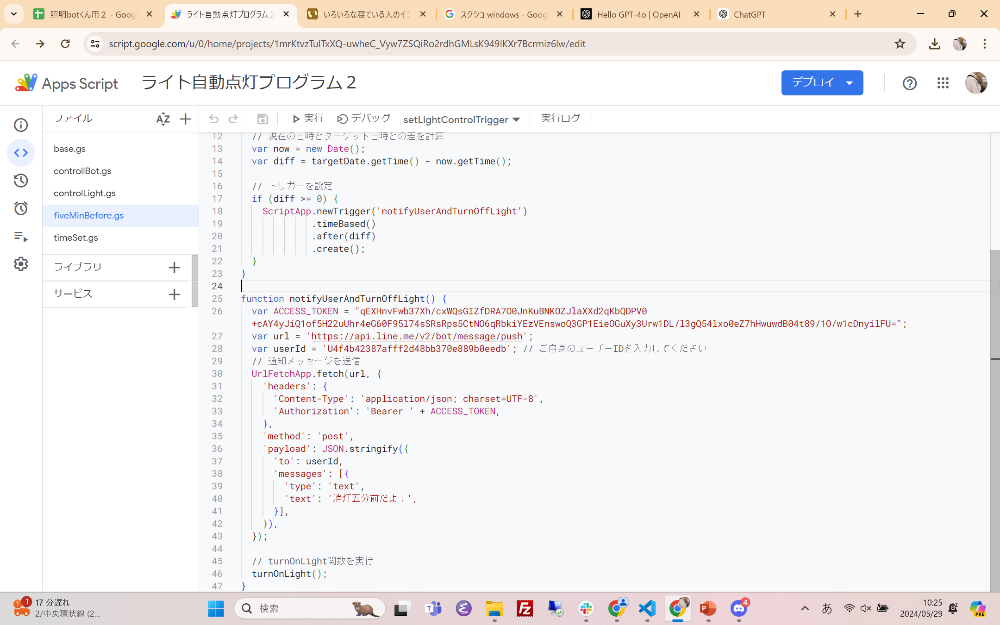 照明botくん用２ - Goog
ライト自動点灯プログラム２
いろいろな寝ている人のイラ
スクショ windows - Goog
Hello GPT-4o | OpenAI
ChatGPT
script.google.com/u/0/home/projects/1mrKtvzTuITxXQ-uwheC_Vyw7ZSQiRo2rdhGMLsK949IKXr7Bcrmiz6lw/edit
Apps Script
ライト自動点灯プログラム２
デプロイ
ファイル
AZ
実行
デバッグ
setLightControlTrigger
実行ログ
base.gs
controllBot.gs
controlLight.gs
fiveMinBefore.gs
timeSet.gs
ライブラリ
サービス
12 // 現在の日時とターゲット日時との差を計算
13 var now = new Date();
14 var diff = targetDate.getTime() - now.getTime();
15
16 // トリガーを設定
17 if (diff >= 0) {
18 ScriptApp.newTrigger('notifyUserAndTurnOffLight')
19 .timeBased()
20 .after(diff)
21 .create();
22 }
23 }
24
25 function notifyUserAndTurnOffLight() {
26 var ACCESS_TOKEN = "qEXHnvFwb37Xh/cxWQsGIZfDRA7O0JnKuBNKOZJlaXXd2qKbQDPV0
+cAY4yJiQ1of5H22uUhr4eG60F95l74sSRsRps5CtNO6qRbkiYEzVEnswoQ3GP1EieOGuXy3Urw1DL/l3gQ54lxo0eZ7hHwuwdB04t89/1O/w1cDnyilFU=";
27 var url = 'https://api.line.me/v2/bot/message/push';
28 var userId = 'U4f4b42387afff2d48bb370e889b0eedb'; // ご自身のユーザーIDを入力してください
29 // 通知メッセージを送信
30 UrlFetchApp.fetch(url, {
31 'headers': {
32 'Content-Type': 'application/json; charset=UTF-8',
33 'Authorization': 'Bearer ' + ACCESS_TOKEN,
34 },
35 'method': 'post',
36 'payload': JSON.stringify({
37 'to': userId,
38 'messages': [{
39 'type': 'text',
40 'text': '消灯五分前だよ！',
41 }],
42 }),
43 });
44
45 // turnOnLight関数を実行
46 turnOnLight();
47 }
1
17 分遅れ
2/中央環状線 (2...
検索
4
あ
10:25
2024/05/29
PRE